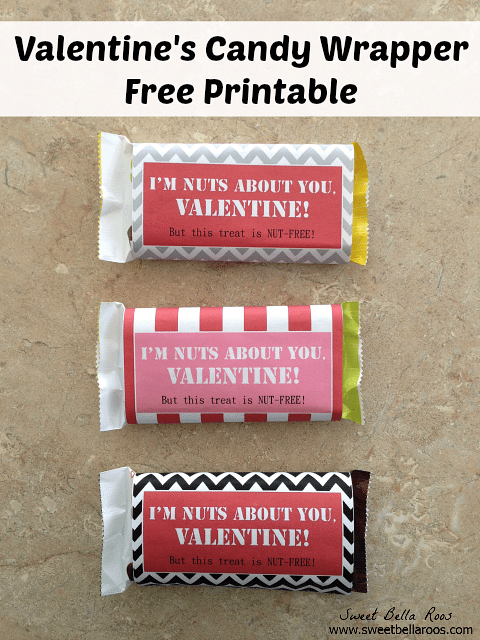 Valentine's Candy Wrapper
Free Printable
I'M NUTS ABOUT YOU,
VALENTINE!
But this treat is NUT-FREE!
I'M NUTS ABOUT YOU,
VALENTINE!
But this treat is NUT-FREE!
I'M NUTS ABOUT YOU,
VALENTINE!
But this treat is NUT-FREE!
Sweet Bella Roos
www.sweetbellaroos.com